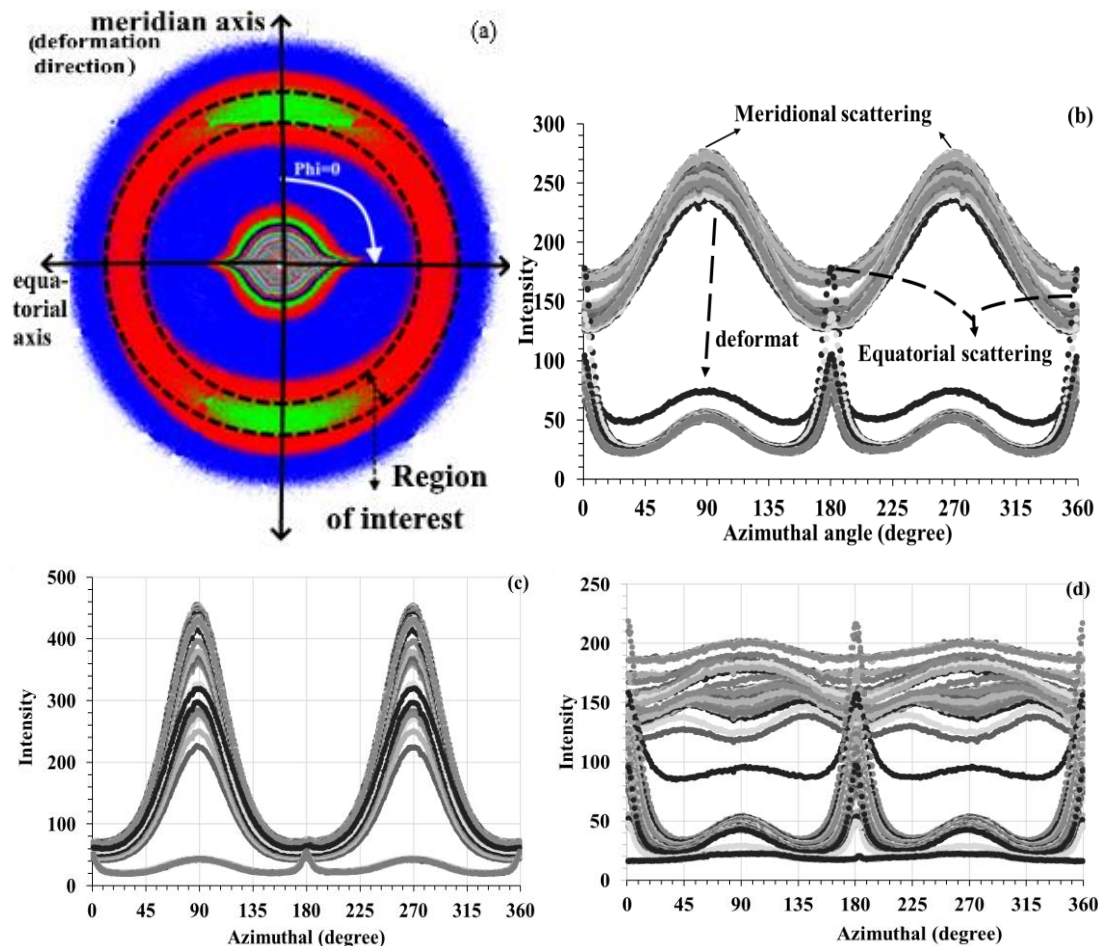 meridian axis
(deformation
direction)
(a)
Phi=0
equa-
torial
axis
Region
of interest
(b)
Meridional scattering
300
250
200
150
100
50
0
Intensity
deformat
Equatorial scattering
0 45 90 135 180 225 270 315 360
Azimuthal angle (degree)
(c)
500
400
300
200
100
0
Intensity
0 45 90 135 180 225 270 315 360
Azimuthal (degree)
(d)
250
200
150
100
50
0
Intensity
0 45 90 135 180 225 270 315 360
Azimuthal (degree)